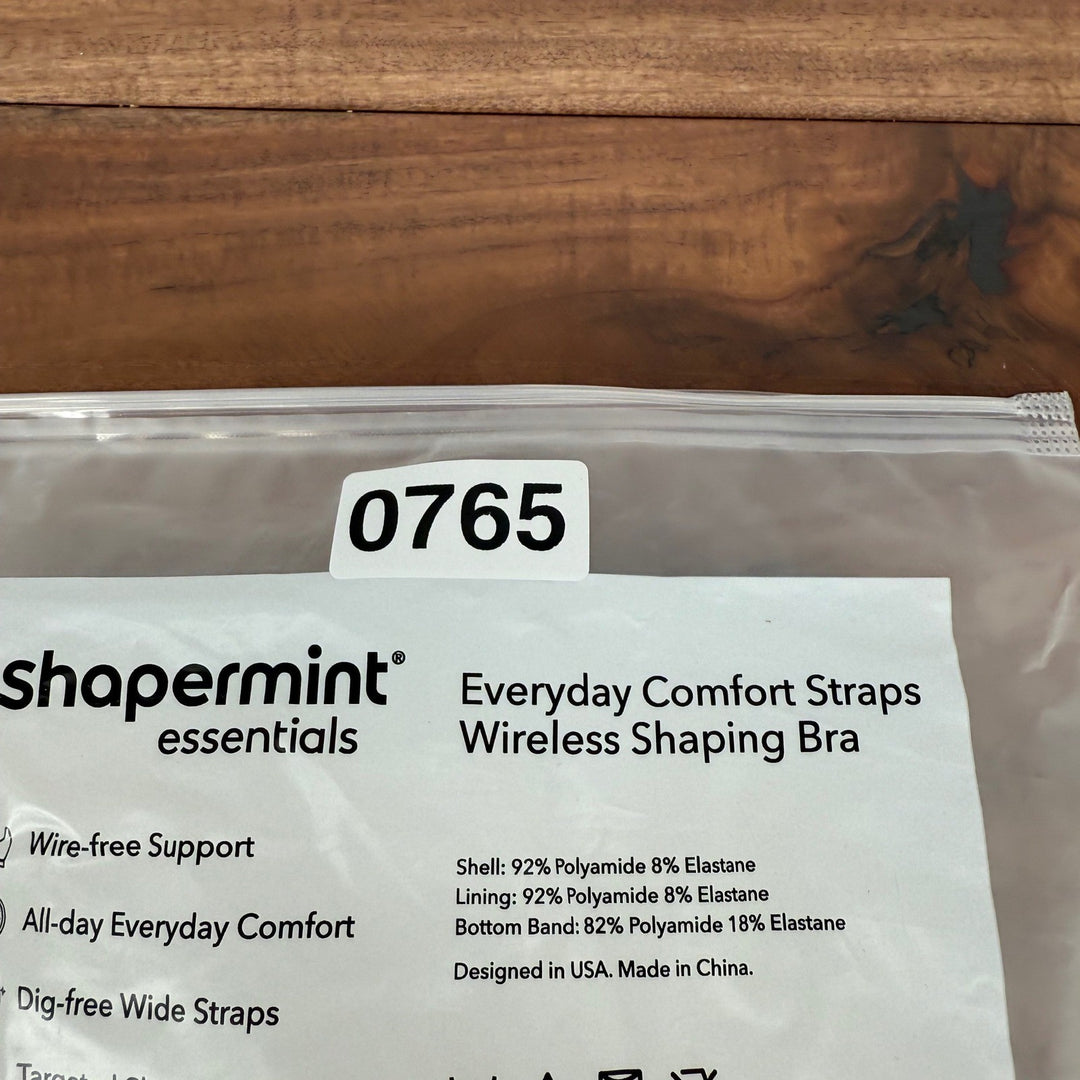 0765
shapermint®
essentials
Everyday Comfort Straps
Wireless Shaping Bra
Wire-free Support
All-day Everyday Comfort
Dig-free Wide Straps
Shell: 92% Polyamide 8% Elastane
Lining: 92% Polyamide 8% Elastane
Bottom Band: 82% Polyamide 18% Elastane
Designed in USA. Made in China.